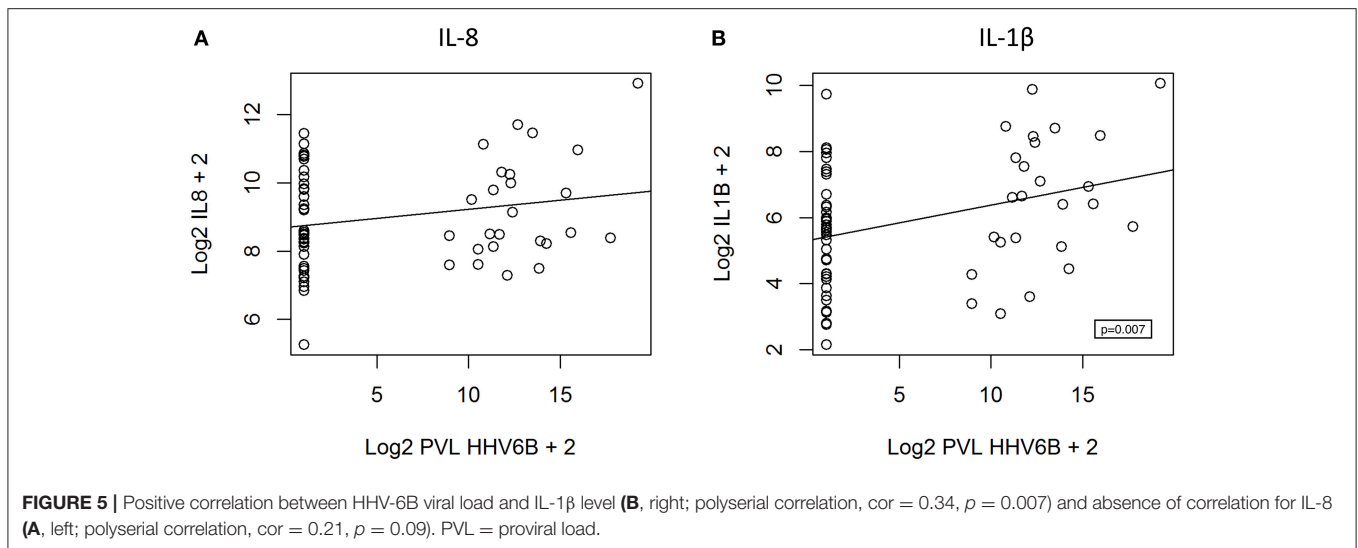 A
IL-8
Log2 IL8 + 2
12
10
8
6
5
10
15
Log2 PVL HHV6B + 2
B
IL-1β
Log2 IL1B + 2
10
8
6
4
2
p=0.007
5
10
15
Log2 PVL HHV6B + 2
FIGURE 5 | Positive correlation between HHV-6B viral load and IL-1β level (B, right; polyserial correlation, cor = 0.34, p = 0.007) and absence of correlation for IL-8
(A, left; polyserial correlation, cor = 0.21, p = 0.09). PVL = proviral load.